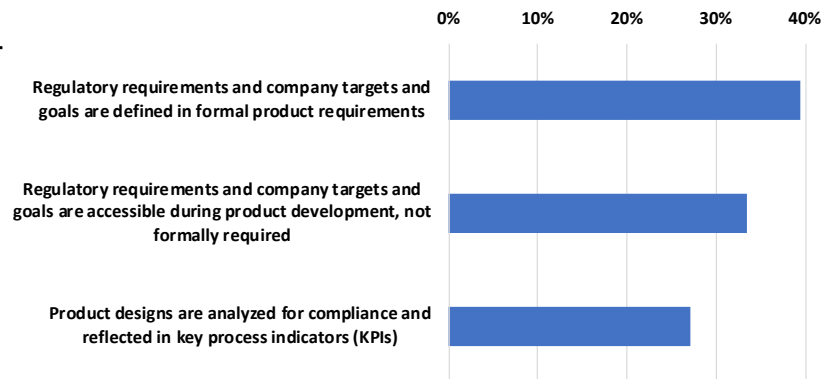 0% 10% 20% 30% 40%
Regulatory requirements and company targets and
goals are defined in formal product requirements
Regulatory requirements and company targets and
goals are accessible during product development, not
formally required
Product designs are analyzed for compliance and
reflected in key process indicators (KPIs)